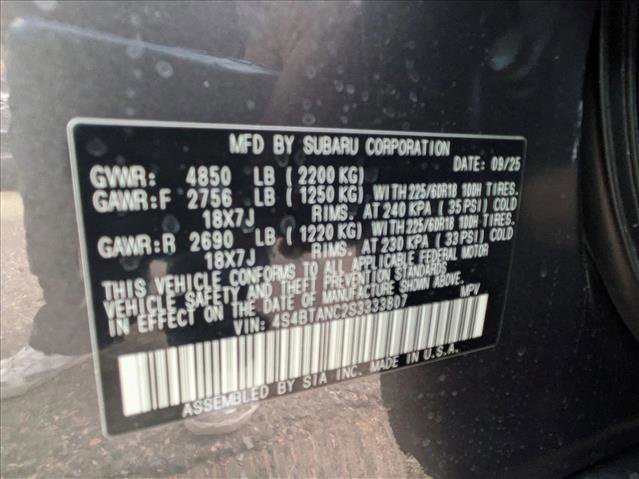 MFD BY SUBARU CORPORATION
DATE: 09/25
GVWR: 4850 LB (2200 KG)
GAWR:F 2756 LB (1250 KG) WITH 225/60R18 100H TIRES.
18X7J RIMS. AT 240 KPA (35 PSI) COLD
GAWR:R 2690 LB (1220 KG) WITH 225/60R18 100H TIRES.
18X7J RIMS. AT 230 KPA (33 PSI) COLD
THIS VEHICLE CONFORMS TO ALL APPLICABLE FEDERAL MOTOR
VEHICLE SAFETY AND THEFT PREVENTION STANDARDS
IN EFFECT ON THE DATE OF MANUFACTURE SHOWN ABOVE.
VIN: 4S4BTANC2S3333807 MPV
ASSEMBLED BY SIA INC. MADE IN U.S.A.